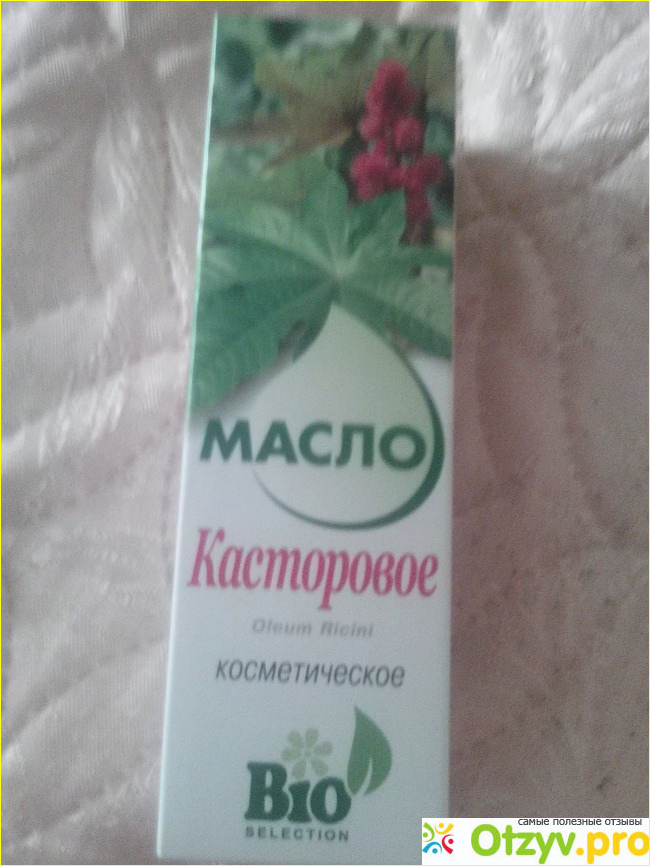 МАСЛО
Касторовое
Oleum Ricini
косметическое
Bio
SELECTION
самые полезные отзывы
Otzyv.pro